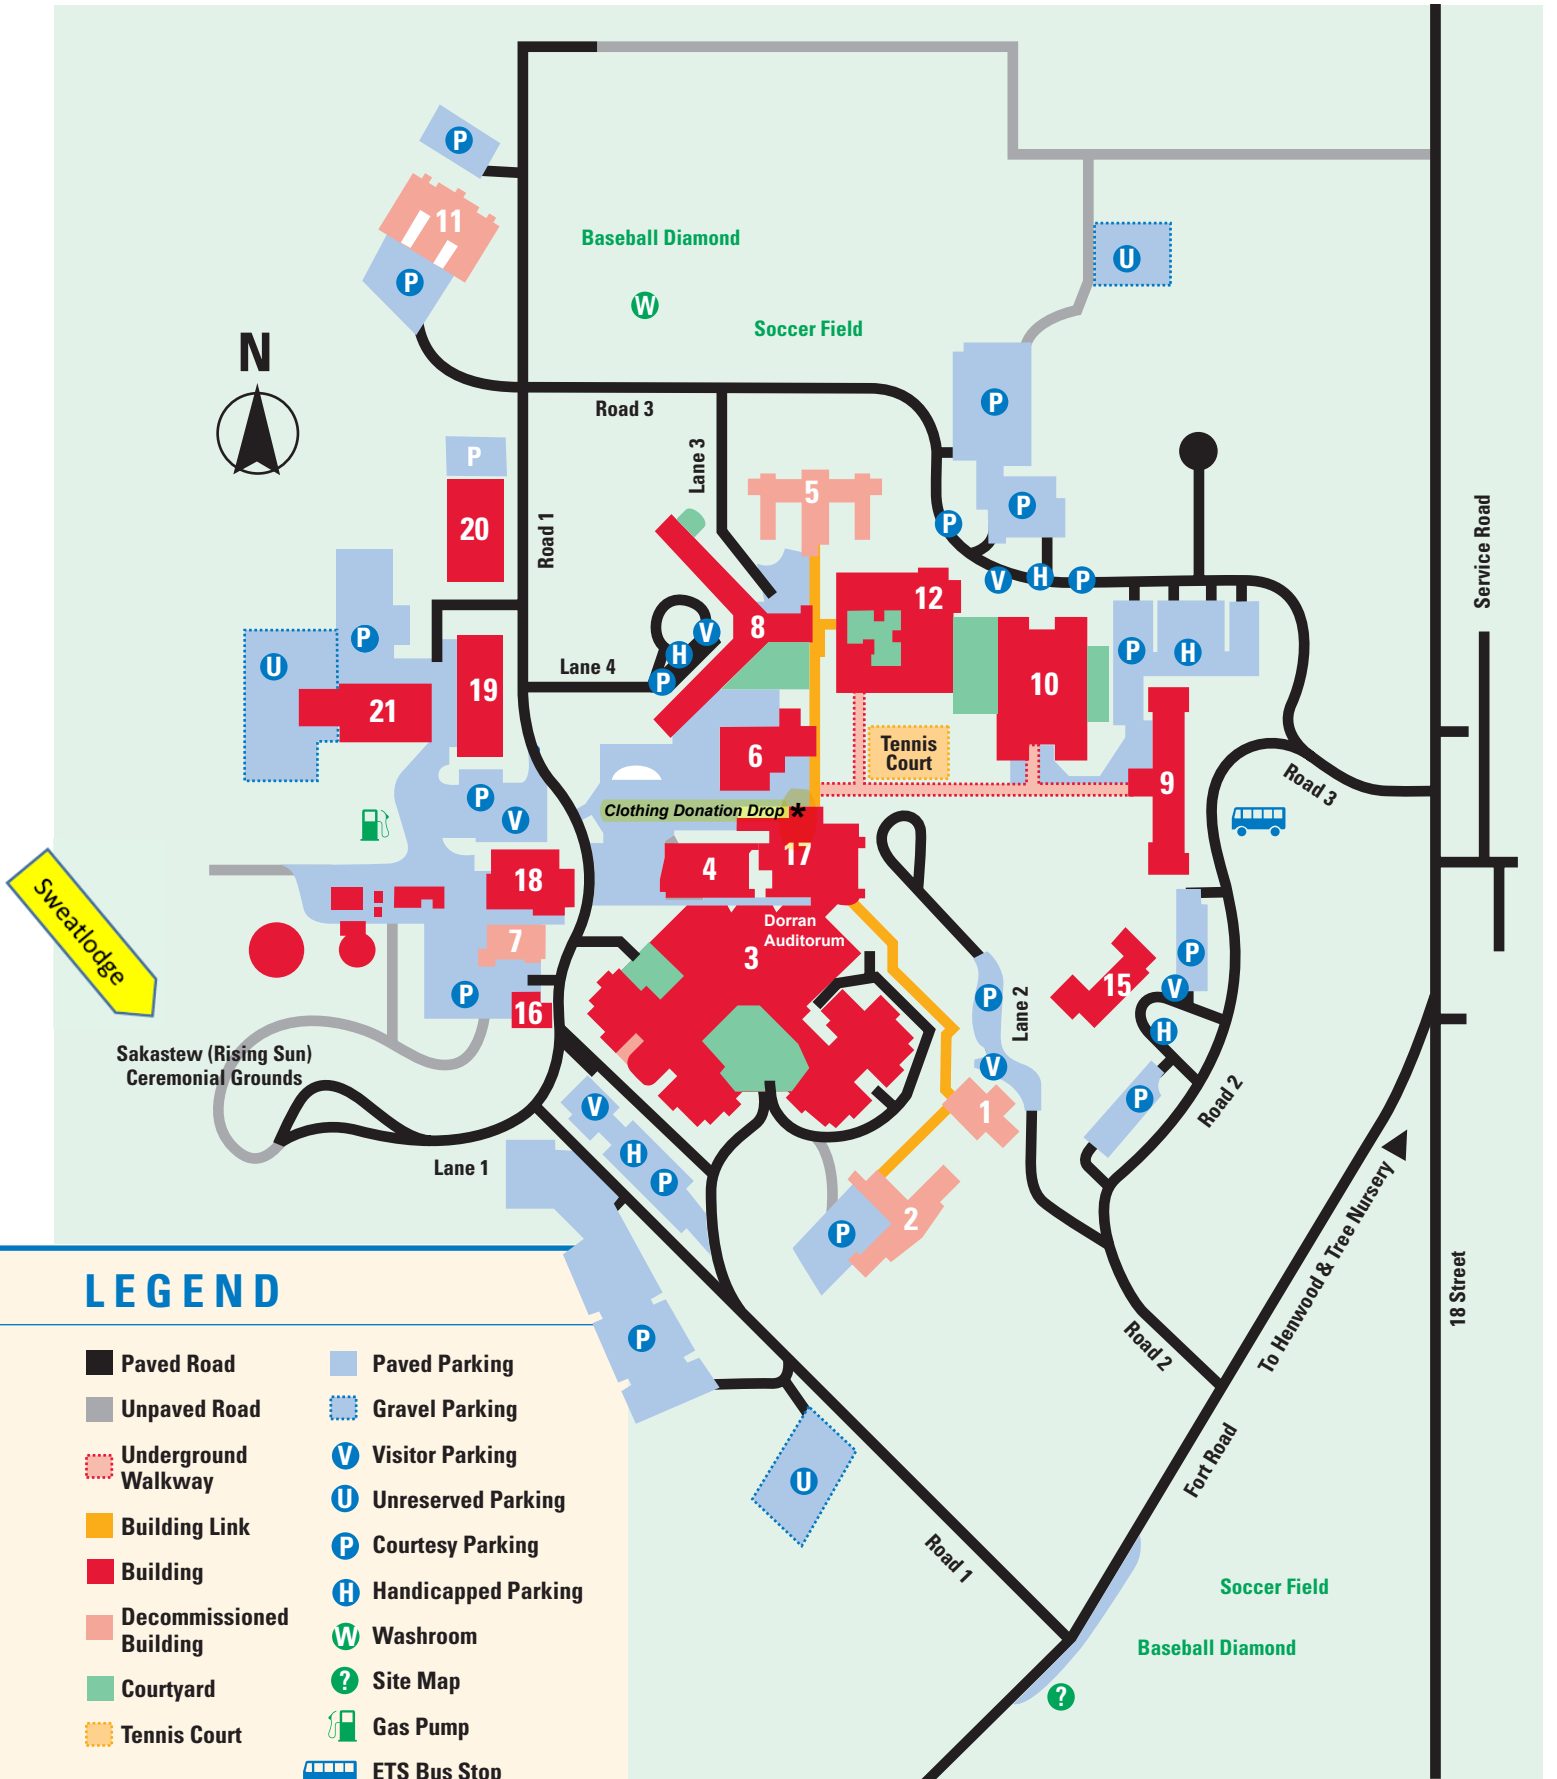 P
11
P
Baseball Diamond
W
Soccer Field
U
N
P
Road 3
Lane 3
P
20
Road 1
5
P
P
V
H
P
Service Road
12
8
V
H
P
Lane 4
U
P
21
19
10
P
H
6
Tennis
Court
9
Road 3
P
V
Clothing Donation Drop *
17
4
18
Sweatlodge
Dorran
Auditorium
3
7
P
16
P
V
Lane 2
15
P
V
H
P
Road 2
Sakastew (Rising Sun)
Ceremonial Grounds
1
V
H
P
Lane 1
2
P
To Henwood & Tree Nursery
18 Street
Road 2
P
U
Fort Road
Road 1
Soccer Field
Baseball Diamond
?
LEGEND
Paved Road
Unpaved Road
Underground
Walkway
Building Link
Building
Decommissioned
Building
Courtyard
Tennis Court
Paved Parking
Gravel Parking
V Visitor Parking
U Unreserved Parking
P Courtesy Parking
H Handicapped Parking
W Washroom
? Site Map
Gas Pump
ETS Bus Stop